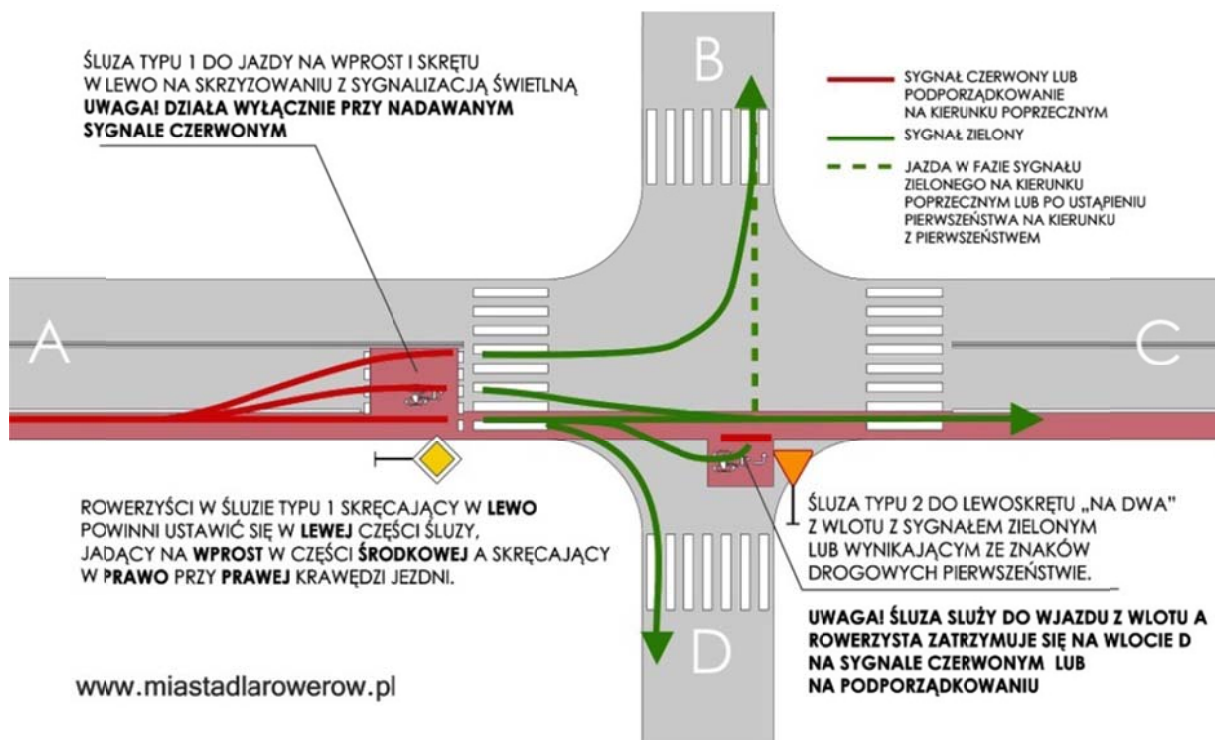 ŚLUZA TYPU 1 DO JAZDY NA WPROST I SKRĘTU
W LEWO NA SKRZYZOWANIU Z SYGNALIZACJĄ ŚWIETLNĄ
UWAGA! DZIAŁA WYŁĄCZNIE PRZY NADAWANYM
SYGNALE CZERWONYM
B
SYGNAŁ CZERWONY LUB
PODPORZĄDKOWANIE
NA KIERUNKU POPRZECZNYM
SYGNAŁ ZIELONY
JAZDA W FAZIE SYGNAŁU
ZIELONEGO NA KIERUNKU
POPRZECZNYM LUB PO USTĄPIENIU
PIERWSZEŃSTWA NA KIERUNKU
Z PIERWSZEŃSTWEM
A
C
ROWERZYŚCI W ŚLUZIE TYPU 1 SKRĘCAJĄCY W LEWO
POWINNI USTAWIĆ SIĘ W LEWEJ CZĘŚCI ŚLUZY,
JADĄCY NA WPROST W CZĘŚCI ŚRODKOWEJ A SKRĘCAJĄCY
W PRAWO PRZY PRAWEJ KRAWĘDZI JEZDNI.
ŚLUZA TYPU 2 DO LEWOSKRĘTU „NA DWA"
Z WLOTU Z SYGNAŁEM ZIELONYM
LUB WYNIKAJĄCYM ZE ZNAKÓW
DROGOWYCH PIERWSZEŃSTWIE.
UWAGA! ŚLUZA SŁUŻY DO WJAZDU Z WLOTU A
ROWERZYSTA ZATRZYMUJE SIĘ NA WLOCIE D
NA SYGNALE CZERWONYM LUB
NA PODPORZĄDKOWANIU
D
www.miastadlarowerow.pl